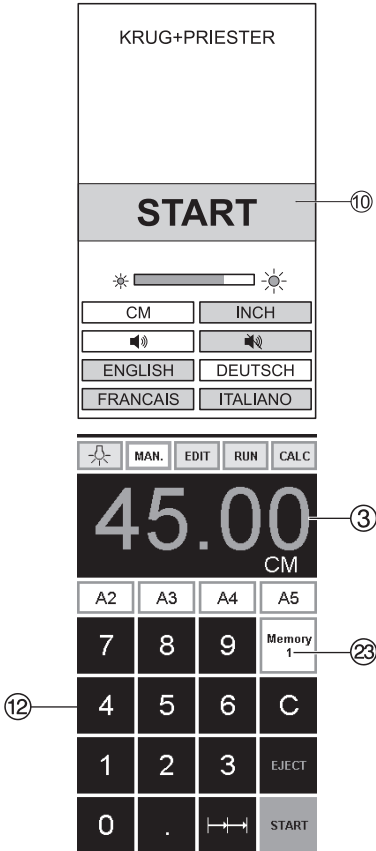 KRUG+PRIESTER
START ⑩
CM INCH
ENGLISH DEUTSCH
FRANCAIS ITALIANO
MAN. EDIT RUN CALC
45.00 ③
CM
A2 A3 A4 A5
7 8 9 Memory
1 ㉓
⑫ 4 5 6 C
1 2 3 EJECT
0 . START